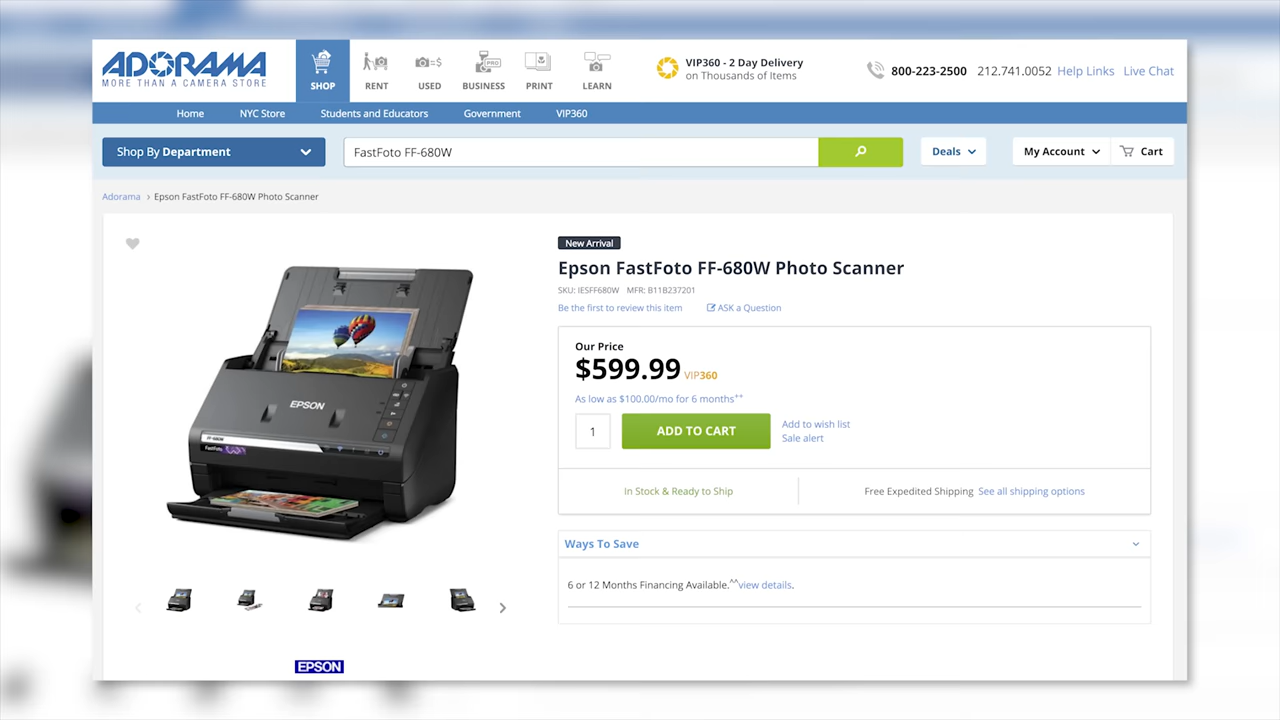 ADORAMA
MORE THAN A CAMERA STORE
SHOP
RENT
USED
BUSINESS
PRO
PRINT
LEARN
VIP360 - 2 Day Delivery
on Thousands of Items
800-223-2500 212.741.0052 Help Links Live Chat
Home NYC Store Students and Educators Government VIP360
Shop By Department
FastFoto FF-680W
Deals
My Account
Cart
Adorama › Epson FastFoto FF-680W Photo Scanner
New Arrival
Epson FastFoto FF-680W Photo Scanner
SKU: IESFF680W MFR: B11B237201
Be the first to review this item ASK a Question
Our Price
$599.99 VIP360
As low as $100.00/mo for 6 months++
1
ADD TO CART
Add to wish list
Sale alert
In Stock & Ready to Ship
Free Expedited Shipping See all shipping options
Ways To Save
6 or 12 Months Financing Available.^^view details.
EPSON
FF-680W
FastFoto
EPSON